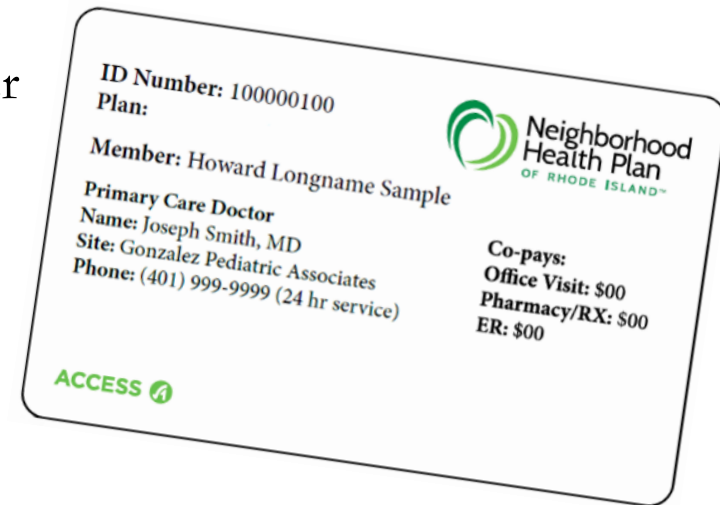 r
ID Number: 100000100
Plan:
Member: Howard Longname Sample
Primary Care Doctor
Name: Joseph Smith, MD
Site: Gonzalez Pediatric Associates
Phone: (401) 999-9999 (24 hr service)
ACCESS
Neighborhood
Health Plan
OF RHODE ISLAND™
Co-pays:
Office Visit: $00
Pharmacy/RX: $00
ER: $00